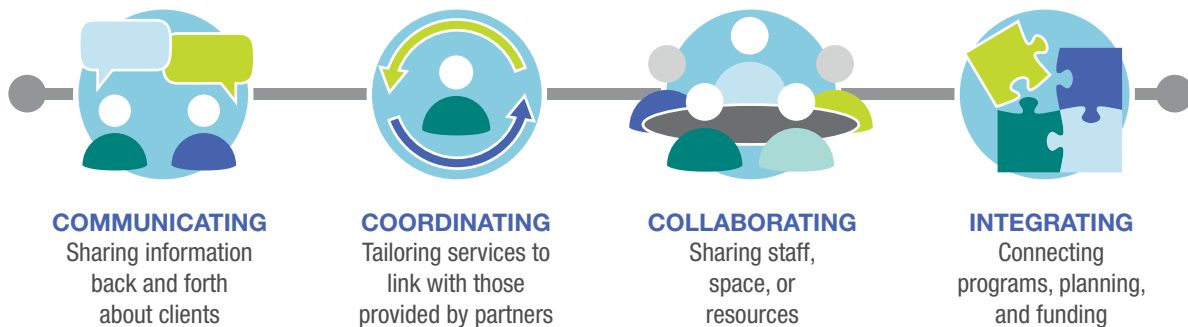 COMMUNICATING
Sharing information
back and forth
about clients
COORDINATING
Tailoring services to
link with those
provided by partners
COLLABORATING
Sharing staff,
space, or
resources
INTEGRATING
Connecting
programs, planning,
and funding